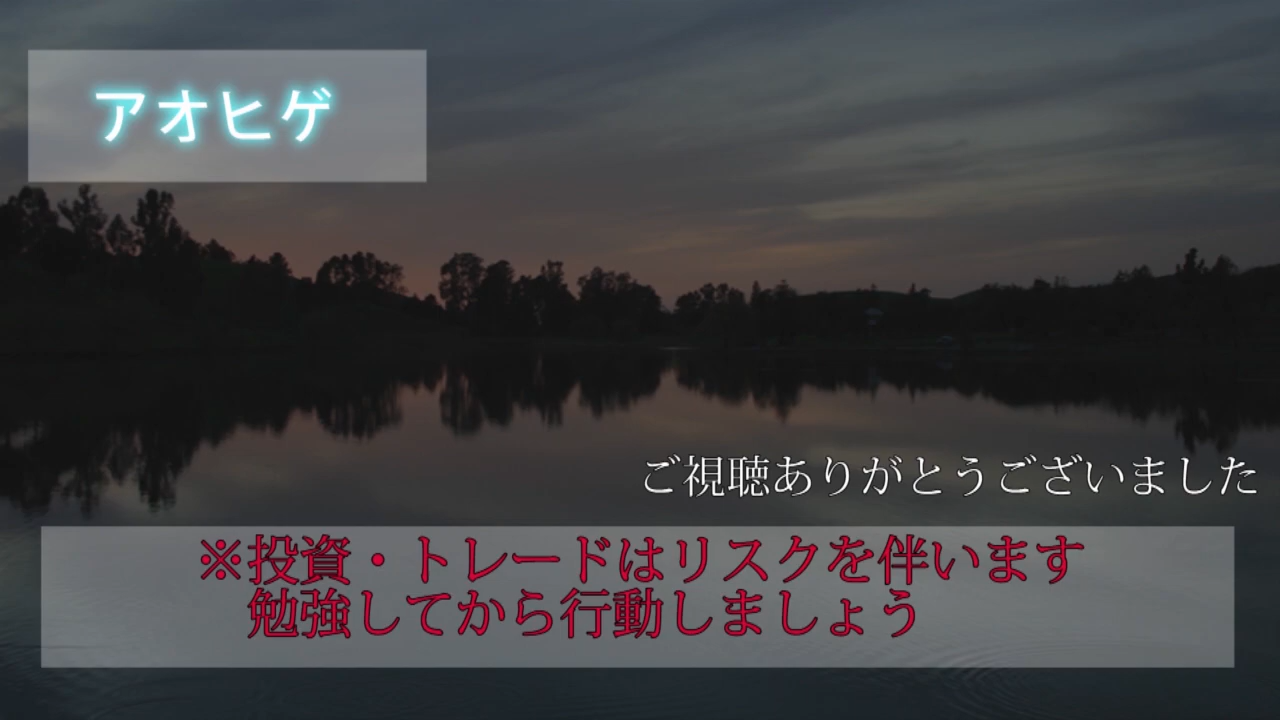 アオヒゲ
ご視聴ありがとうございました
※投資・トレードはリスクを伴います
勉強してから行動しましょう